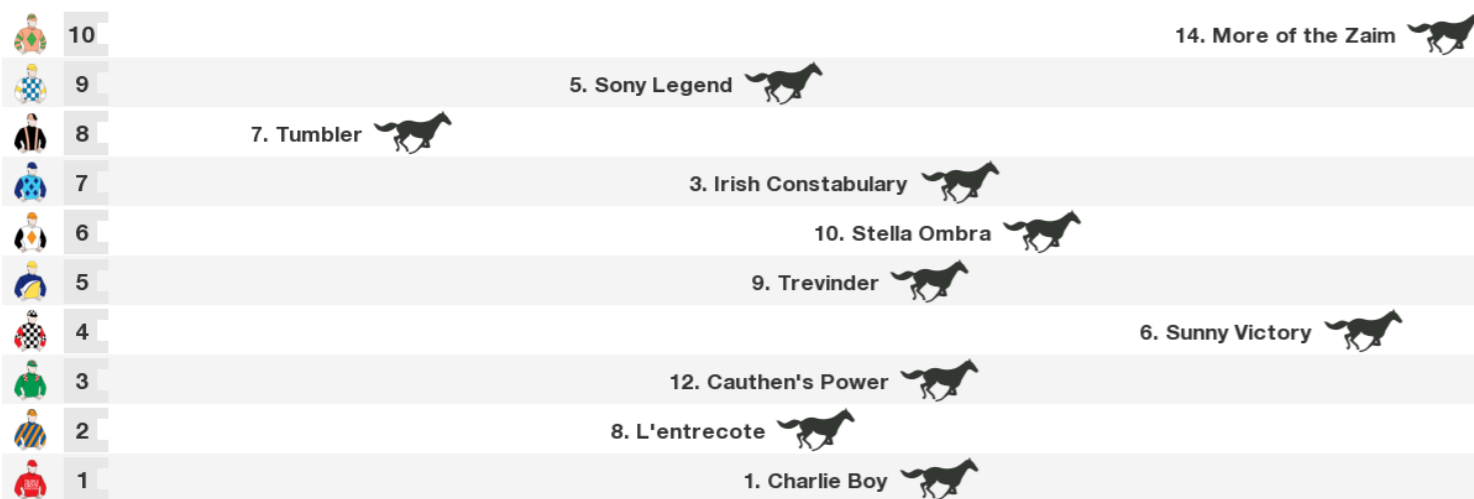 10 14. More of the Zaim
9 5. Sony Legend
8 7. Tumbler
7 3. Irish Constabulary
6 10. Stella Ombra
5 9. Trevinder
4 6. Sunny Victory
3 12. Cauthen's Power
2 8. L'entrecote
1 1. Charlie Boy